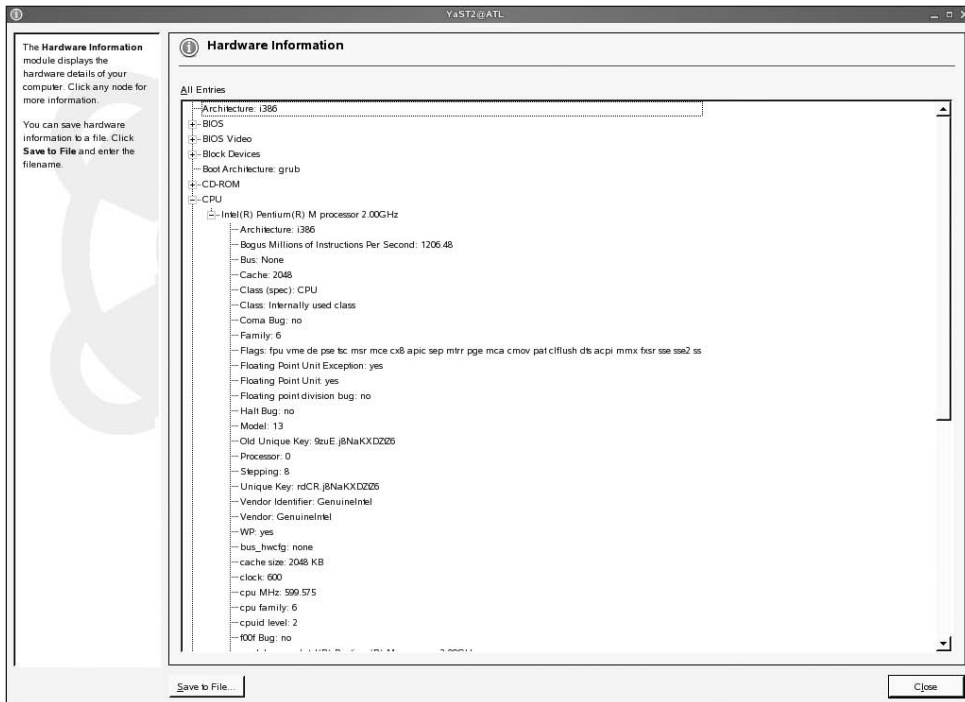 YaST2@ATL
The Hardware Information
module displays the
hardware details of your
computer. Click any node for
more information.
You can save hardware
information to a file. Click
Save to File and enter the
filename.
Hardware Information
All Entries
Architecture: i386
BIOS
BIOS Video
Block Devices
Boot Architecture: grub
CD-ROM
CPU
Intel(R) Pentium(R) M processor 2.00GHz
Architecture: i386
Bogus Millions of Instructions Per Second: 1206.48
Bus: None
Cache: 2048
Class (spec): CPU
Class: Internally used class
Coma Bug: no
Family: 6
Flags: fpu vme de pse tsc msr mce cx8 apic sep mtrr pge mca cmov pat clflush dts acpi mmx fxsr sse sse2 ss
Floating Point Unit Exception: yes
Floating Point Unit: yes
Floating point division bug: no
Halt Bug: no
Model: 13
Old Unique Key:
Processor: 0
Stepping: 8
Unique Key:
Vendor Identifier: GenuineIntel
Vendor: GenuineIntel
WP: yes
bus_hwcfg: none
cache size: 2048 KB
clock: 600
cpu MHz: 599.575
cpu family: 6
cpuid level: 2
f00f Bug: no
Save to File...
Close